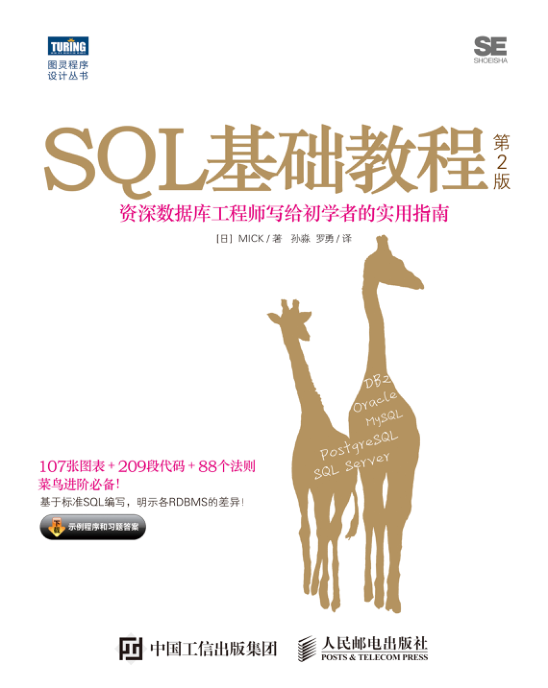 TURING
图灵程序
设计丛书
SE
SHOEISHA
SQL基础教程
第2版
资深数据库工程师写给初学者的实用指南
[日] MICK / 著 孙淼 罗勇 / 译
DB2
Oracle
MySQL
PostgreSQL
SQL Server
107张图表 + 209段代码 + 88个法则
菜鸟进阶必备!
基于标准SQL编写,明示各RDBMS的差异!
下载
示例程序和习题答案
中国工信出版集团
人民邮电出版社
POSTS & TELECOM PRESS